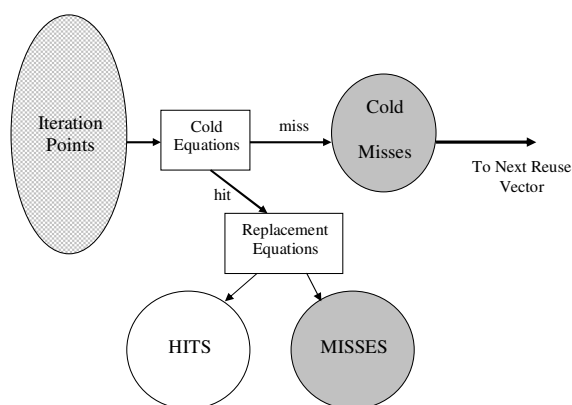 Iteration
Points
Cold
Equations
miss
Cold
Misses
To Next Reuse
Vector
hit
Replacement
Equations
HITS
MISSES